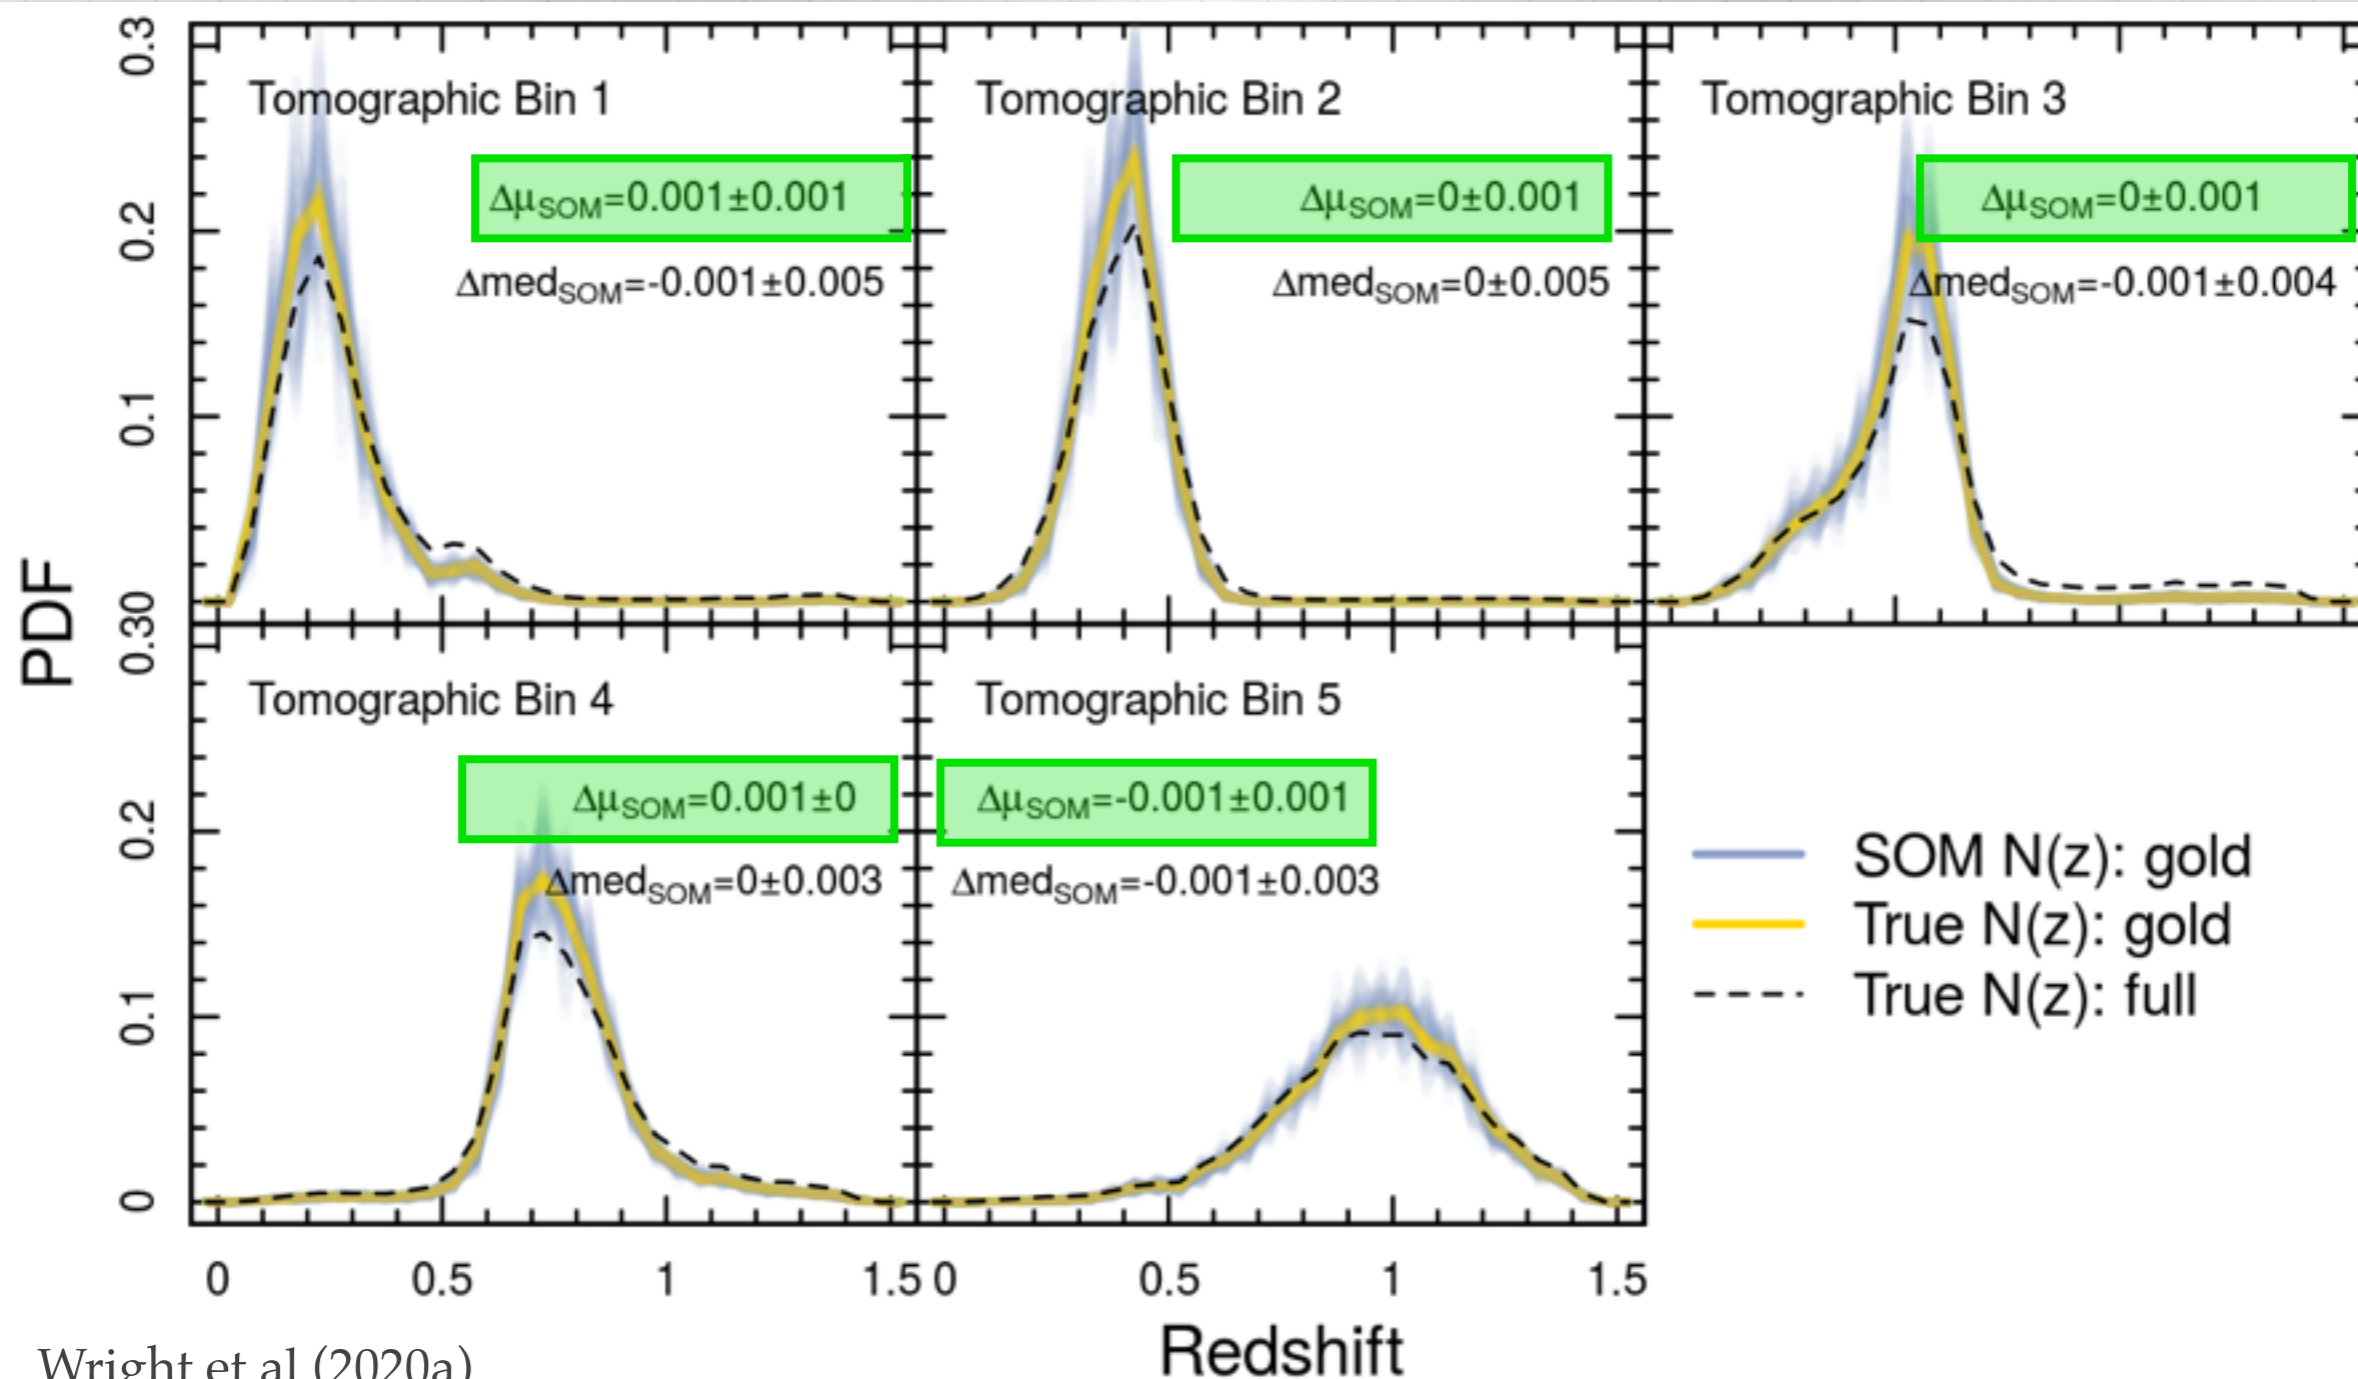 Tomographic Bin 1
ΔμSOM=0.001±0.001
ΔmedSOM=-0.001±0.005
Tomographic Bin 2
ΔμSOM=0±0.001
ΔmedSOM=0±0.005
Tomographic Bin 3
ΔμSOM=0±0.001
ΔmedSOM=-0.001±0.004
0.3
0.2
0.1
0.30
PDF
Tomographic Bin 4
ΔμSOM=0.001±0
ΔmedSOM=0±0.003
Tomographic Bin 5
ΔμSOM=-0.001±0.001
ΔmedSOM=-0.001±0.003
0.2
0.1
0
SOM N(z): gold
True N(z): gold
True N(z): full
0 0.5 1 1.5 0 0.5 1 1.5
Redshift
Wright et al (2020a)